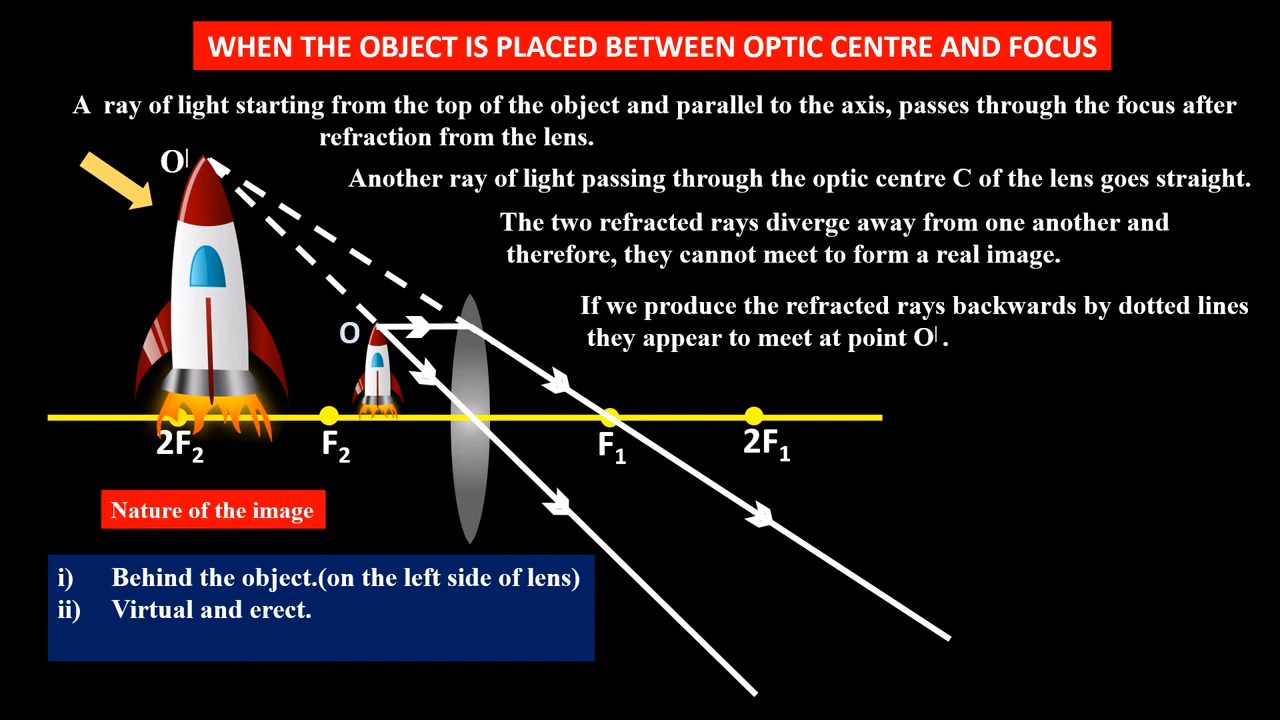 WHEN THE OBJECT IS PLACED BETWEEN OPTIC CENTRE AND FOCUS
A ray of light starting from the top of the object and parallel to the axis, passes through the focus after
refraction from the lens.
O|
Another ray of light passing through the optic centre C of the lens goes straight.
The two refracted rays diverge away from one another and
therefore, they cannot meet to form a real image.
If we produce the refracted rays backwards by dotted lines
they appear to meet at point O| .
O
2F₂
F₂
F₁
2F₁
Nature of the image
i) Behind the object.(on the left side of lens)
ii) Virtual and erect.